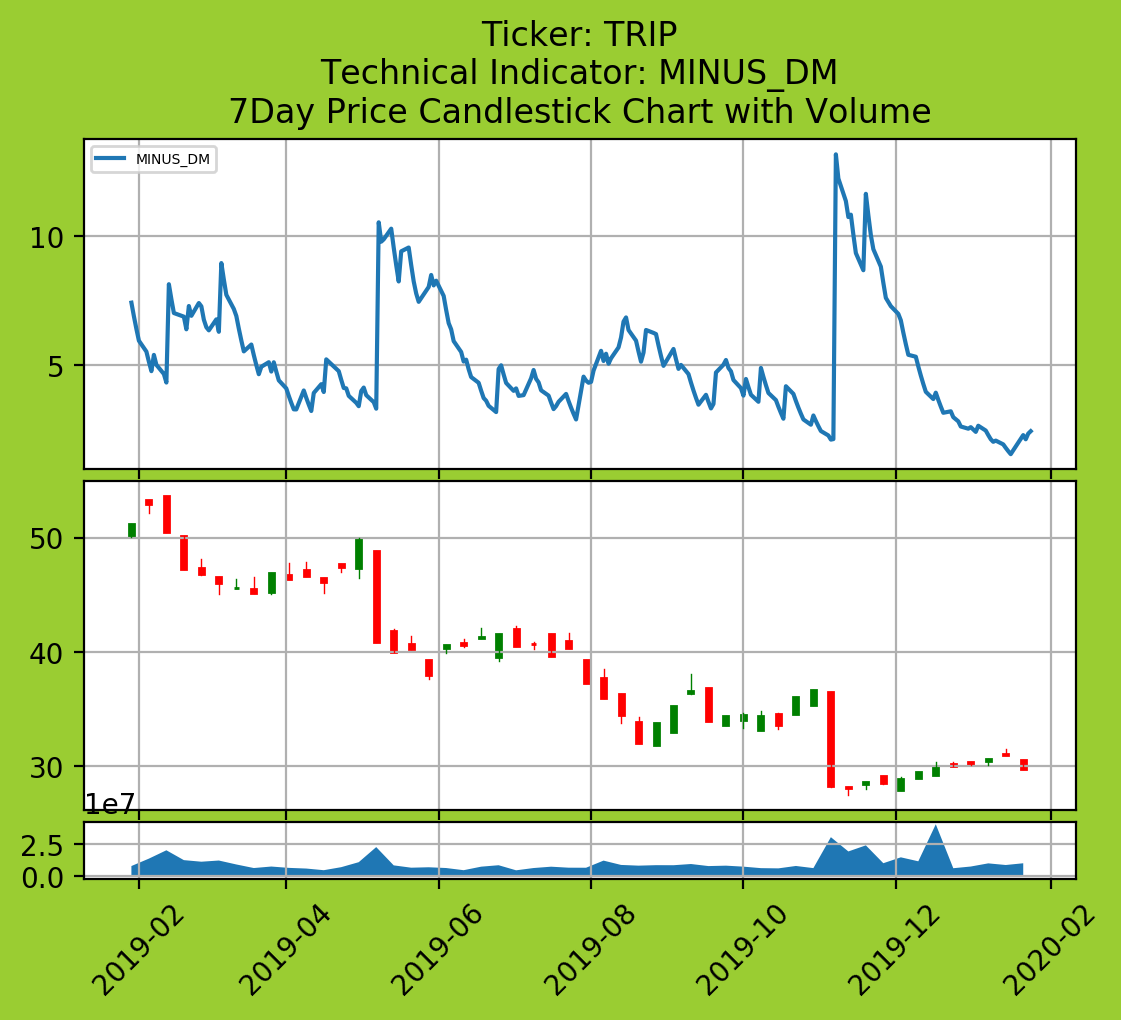 Ticker: TRIP
Technical Indicator: MINUS_DM
7Day Price Candlestick Chart with Volume
MINUS_DM
10
5
50
40
30
1e7
2.5
0.0
2019-02
2019-04
2019-06
2019-08
2019-10
2019-12
2020-02